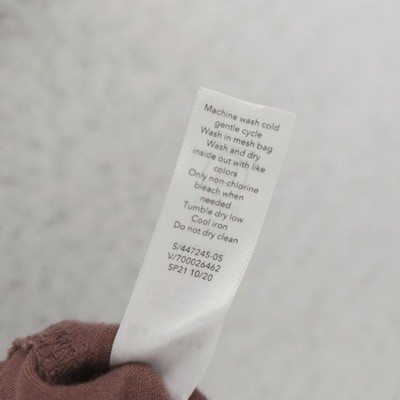 Machine wash cold
gentle cycle
Wash in mesh bag
Wash and dry
inside out with like
colors
Only non-chlorine
bleach when
needed
Tumble dry low
Cool iron
Do not dry clean
S/447245-05
V/700026462
SP21 10/20